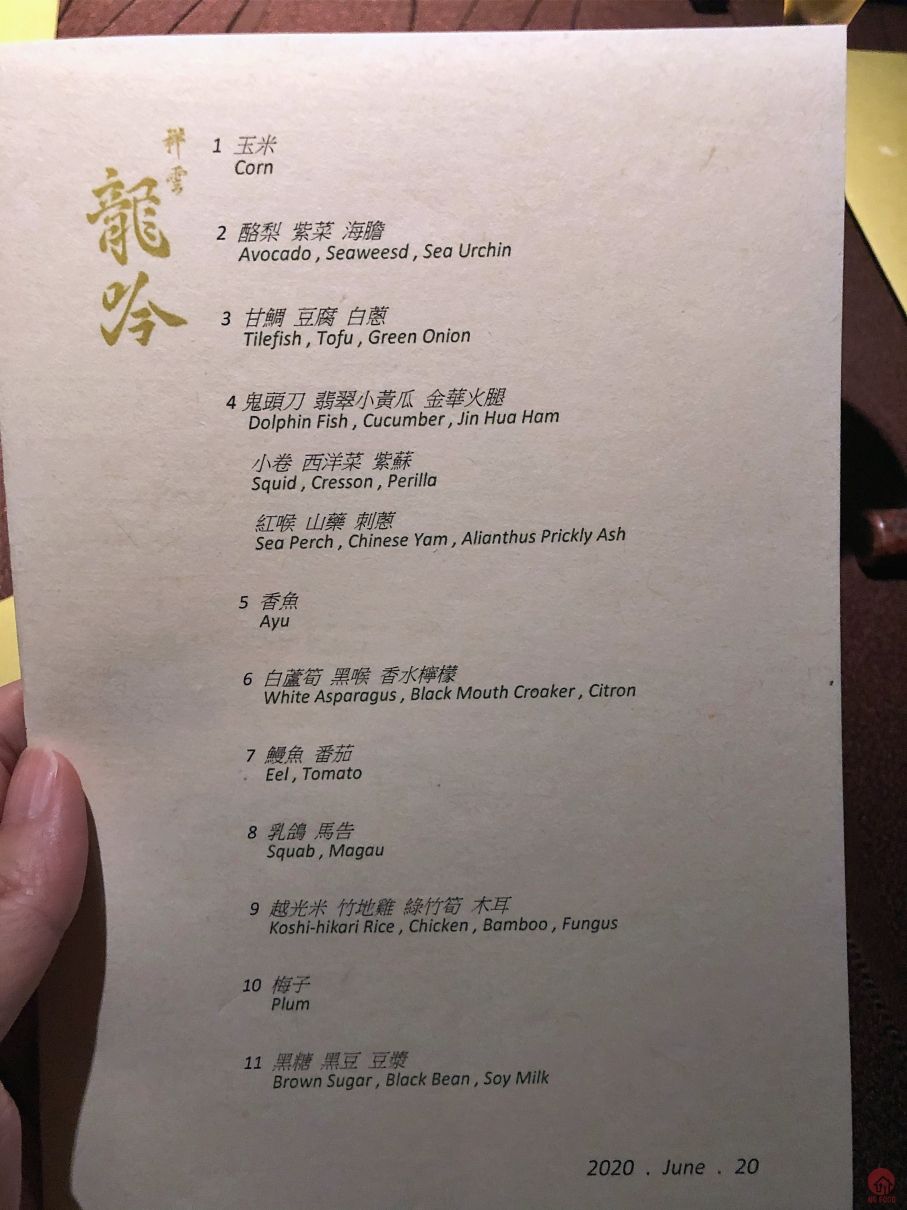 祥雲
龍吟
1 玉米
Corn
2 酪梨 紫菜 海膽
Avocado , Seaweesd , Sea Urchin
3 甘鯛 豆腐 白蔥
Tilefish , Tofu , Green Onion
4 鬼頭刀 翡翠小黃瓜 金華火腿
Dolphin Fish , Cucumber , Jin Hua Ham
小卷 西洋菜 紫蘇
Squid , Cresson , Perilla
紅喉 山藥 刺蔥
Sea Perch , Chinese Yam , Alianthus Prickly Ash
5 香魚
Ayu
6 白蘆筍 黑喉 香水檸檬
White Asparagus , Black Mouth Croaker , Citron
7 鰻魚 番茄
Eel , Tomato
8 乳鴿 馬告
Squab , Magau
9 越光米 竹地雞 綠竹筍 木耳
Koshi-hikari Rice , Chicken , Bamboo , Fungus
10 梅子
Plum
11 黑糖 黑豆 豆漿
Brown Sugar , Black Bean , Soy Milk
2020 . June . 20